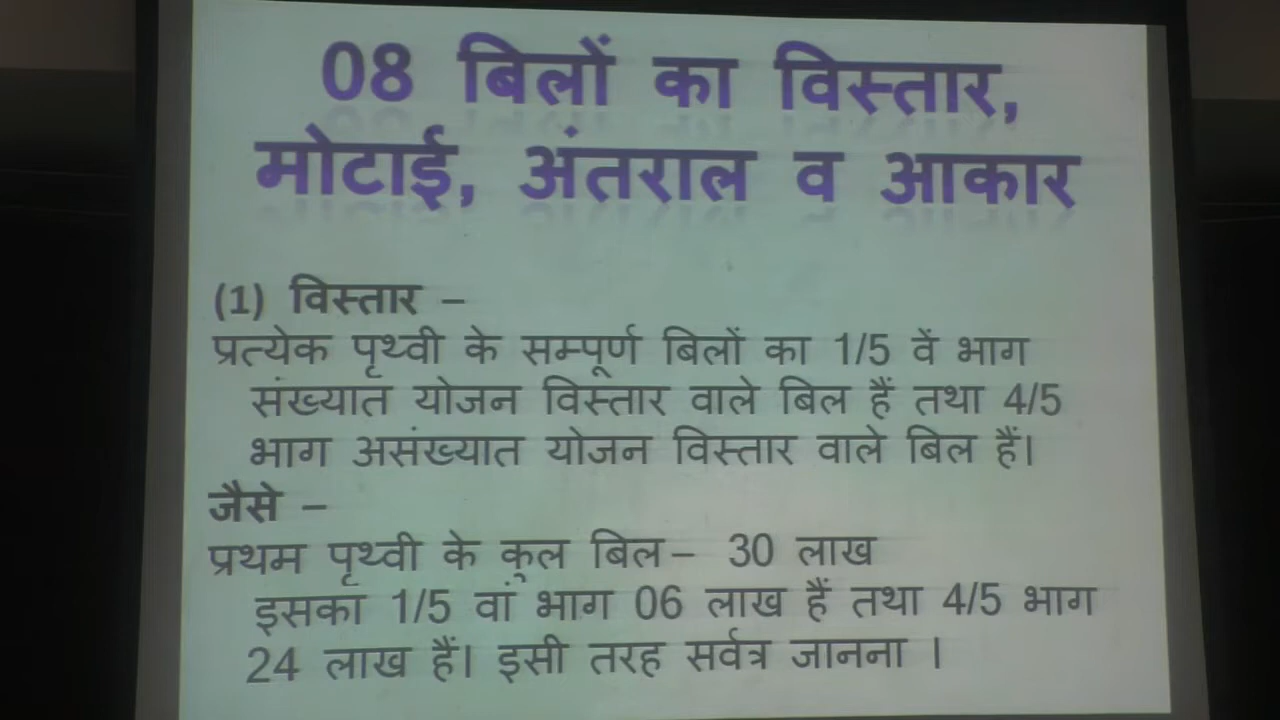 08 बिलों का विस्तार,
मोटाई, अंतराल व आकार
(1) विस्तार –
प्रत्येक पृथ्वी के सम्पूर्ण बिलों का 1/5 वें भाग
संख्यात योजन विस्तार वाले बिल हैं तथा 4/5
भाग असंख्यात योजन विस्तार वाले बिल हैं।
जैसे –
प्रथम पृथ्वी के कुल बिल– 30 लाख
इसका 1/5 वां भाग 06 लाख हैं तथा 4/5 भाग
24 लाख हैं। इसी तरह सर्वत्र जानना ।